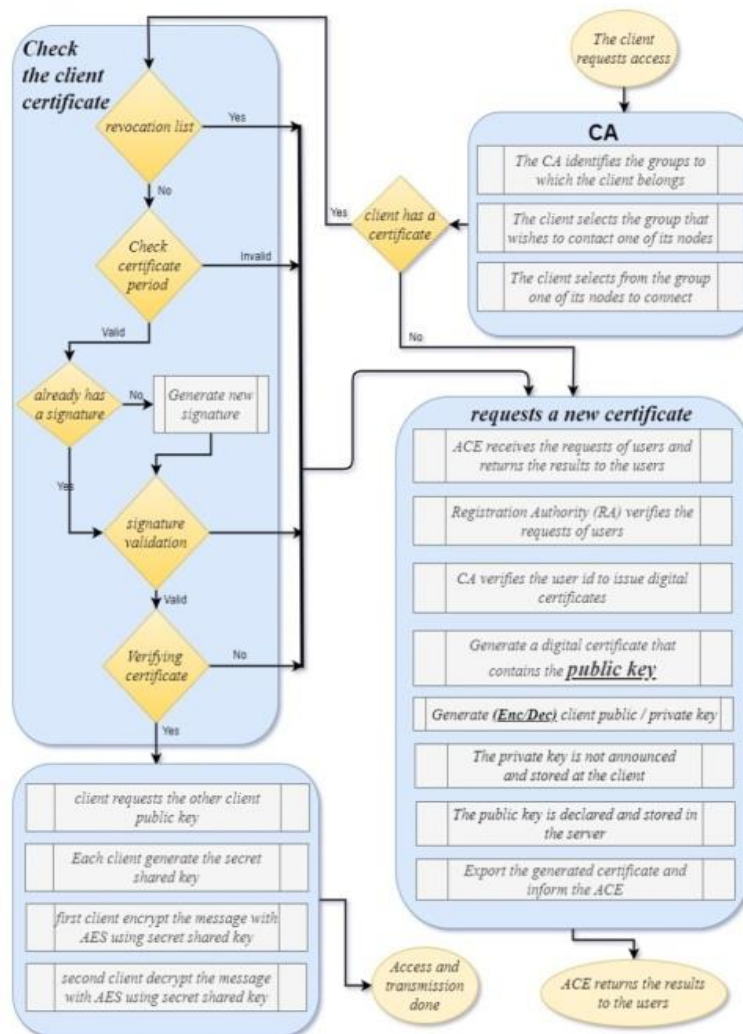 Check
the client
certificate
The client
requests access
revocation list
Yes
No
CA
The CA identifies the groups to
which the client belongs
The client selects the group that
wishes to contact one of its nodes
The client selects from the group
one of its nodes to connect
client has a
certificate
Yes
No
Check
certificate
period
Invalid
Valid
already has
a signature
No
Generate new
signature
Yes
signature
validation
Valid
Verifying
certificate
No
Yes
requests a new certificate
ACE receives the requests of users and
returns the results to the users
Registration Authority (RA) verifies the
requests of users
CA verifies the user id to issue digital
certificates
Generate a digital certificate that
contains the public key
Generate (Enc/Dec) client public / private key
The private key is not announced
and stored at the client
The public key is declared and stored in
the server
Export the generated certificate and
inform the ACE
client requests the other client
public key
Each client generate the secret
shared key
first client encrypt the message with
AES using secret shared key
second client decrypt the message
with AES using secret shared key
Access and
transmission
done
ACE returns the results
to the users